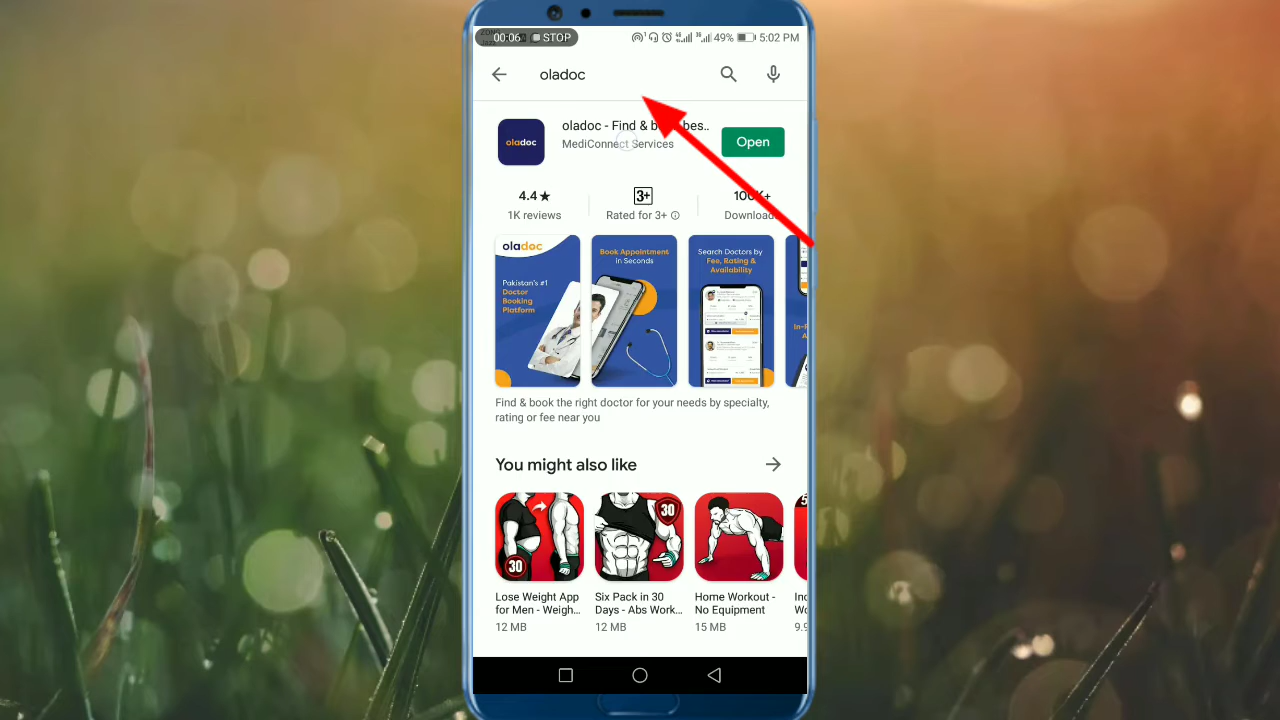 00:06 STOP
49% 5:02 PM
oladoc
oladoc - Find & b bes..
oladoc
MediConnect Services
Open
4.4★
3+
100K+
1K reviews
Rated for 3+
Downloads
oladoc
Pakistan's #1
Doctor
Booking
Platform
Book Appointment
in Seconds
Search Doctors by
Fee, Rating &
Availability
Find & book the right doctor for your needs by specialty,
rating or fee near you
You might also like
30
30
Lose Weight App
for Men - Weigh...
12 MB
Six Pack in 30
Days - Abs Work...
12 MB
Home Workout -
No Equipment
15 MB